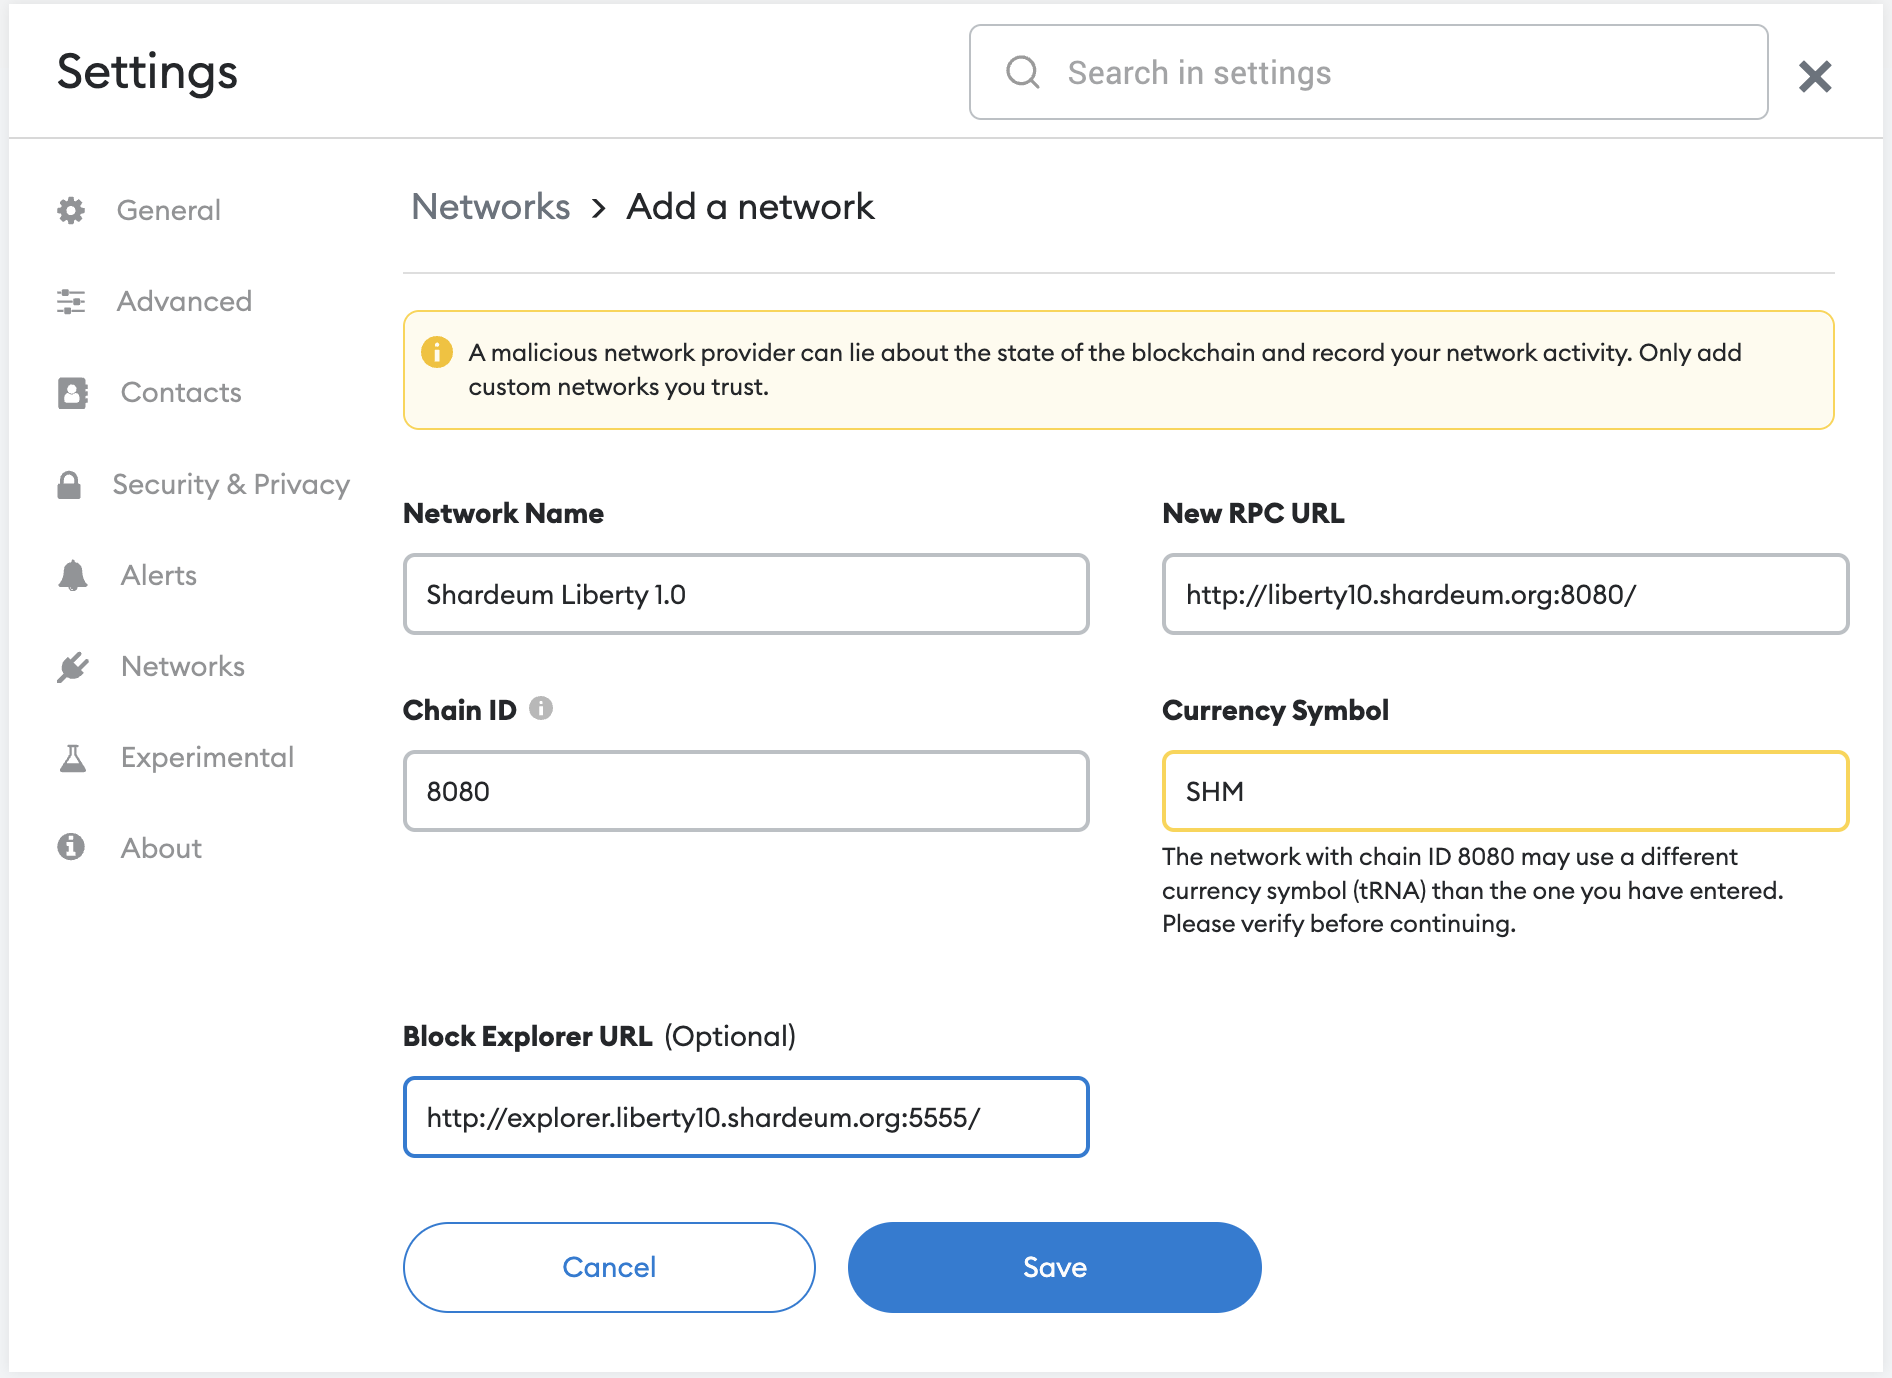 Settings
Search in settings
General
Advanced
Contacts
Security & Privacy
Alerts
Networks
Experimental
About
Networks > Add a network
A malicious network provider can lie about the state of the blockchain and record your network activity. Only add
custom networks you trust.
Network Name
Shardeum Liberty 1.0
New RPC URL
http://liberty10.shardeum.org:8080/
Chain ID
8080
Currency Symbol
SHM
The network with chain ID 8080 may use a different
currency symbol (tRNA) than the one you have entered.
Please verify before continuing.
Block Explorer URL (Optional)
http://explorer.liberty10.shardeum.org:5555/
Cancel
Save